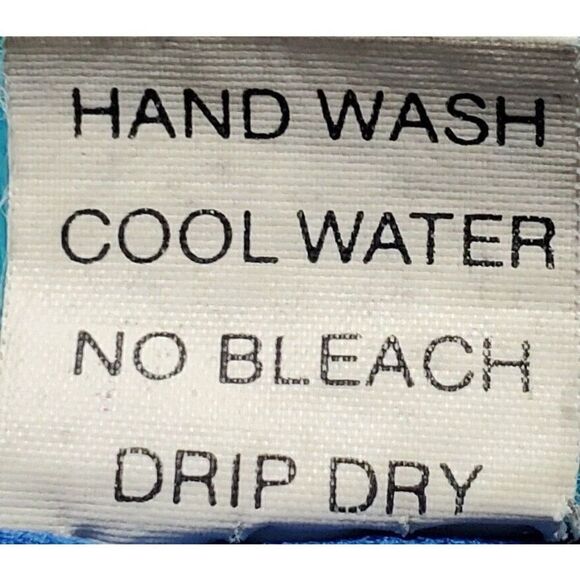 HAND WASH
COOL WATER
NO BLEACH
DRIP DRY